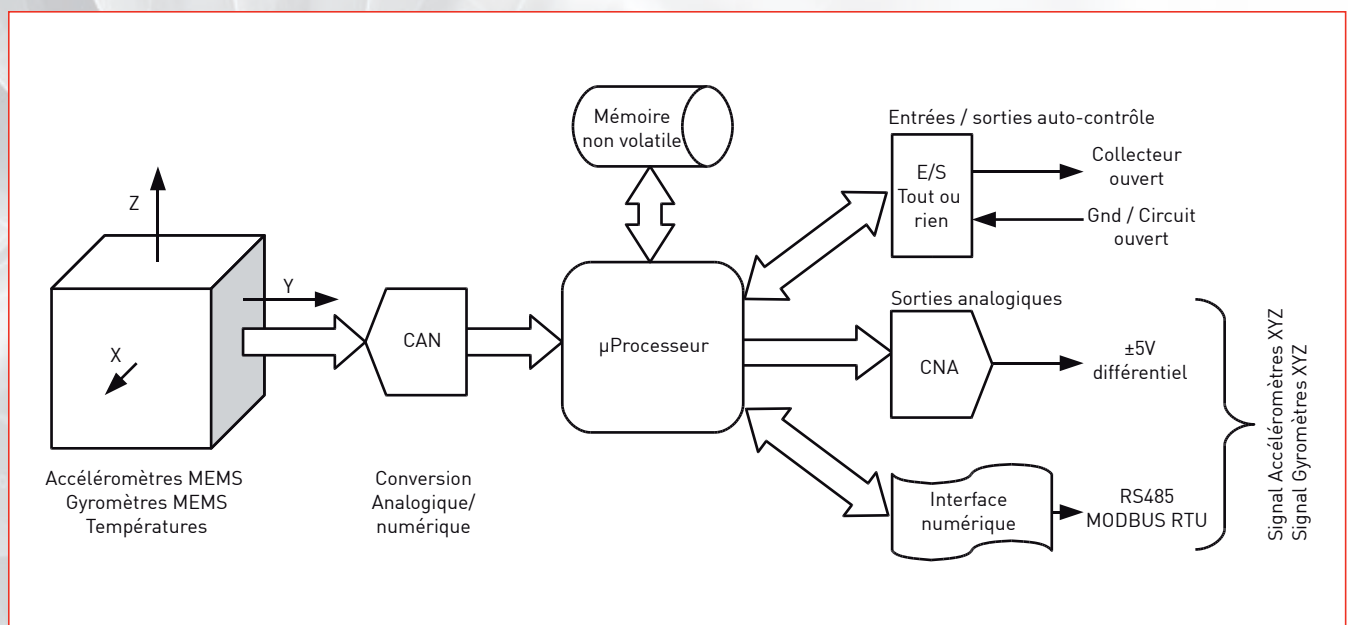 Mémoire
non volatile
Entrées / sorties auto-contrôle
E/S
Tout ou
rien
Collecteur
ouvert
Gnd / Circuit
ouvert
Z
Y
X
CAN
µProcesseur
Sorties analogiques
CNA
±5V
différentiel
Accéléromètres MEMS
Gyromètres MEMS
Températures
Conversion
Analogique/
numérique
Interface
numérique
RS485
MODBUS RTU
Signal Accéléromètres XYZ
Signal Gyromètres XYZ